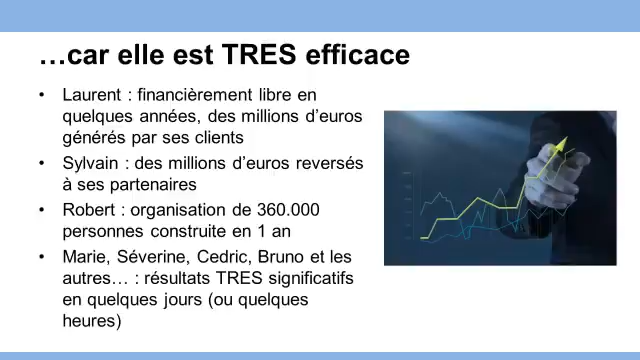 …car elle est TRES efficace
• Laurent : financièrement libre en
quelques années, des millions d'euros
générés par ses clients
• Sylvain : des millions d'euros reversés
à ses partenaires
• Robert : organisation de 360.000
personnes construite en 1 an
• Marie, Séverine, Cedric, Bruno et les
autres… : résultats TRES significatifs
en quelques jours (ou quelques
heures)